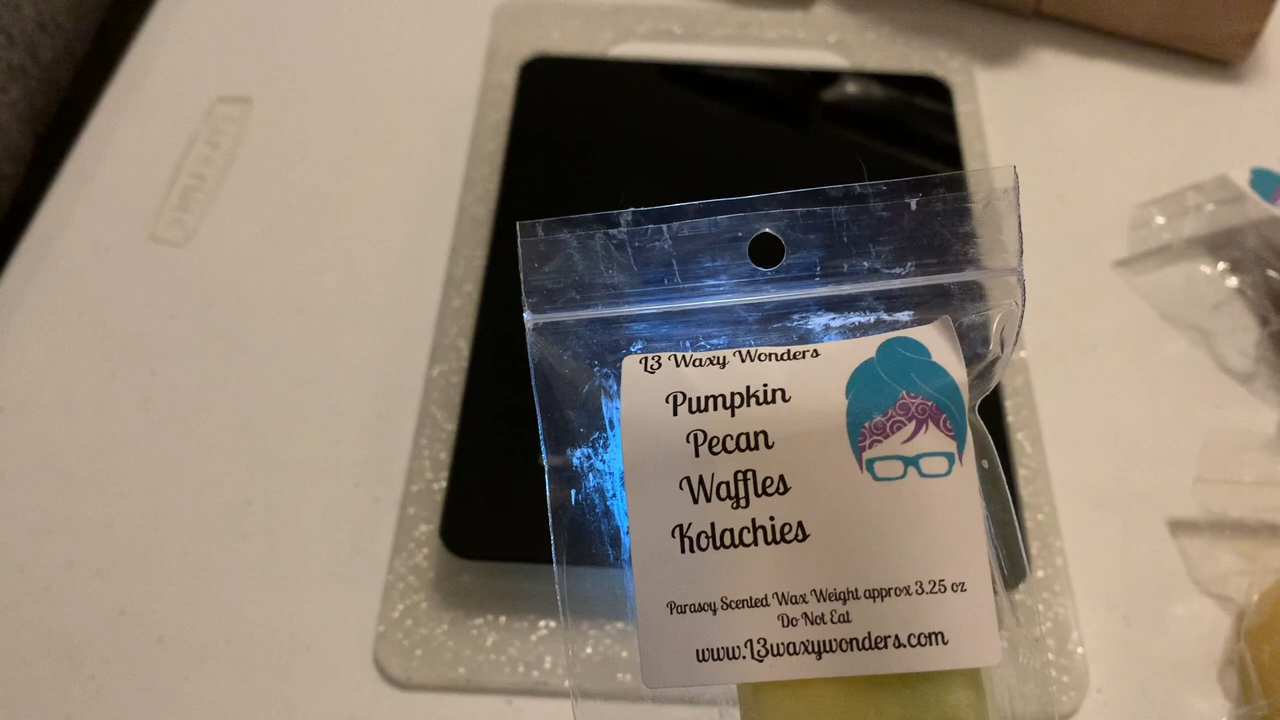 LIFETIME
L3 Waxy Wonders
Pumpkin
Pecan
Waffles
Kolachies
Parasoy Scented Wax Weight approx 3.25 oz
Do Not Eat
www.L3waxywonders.com